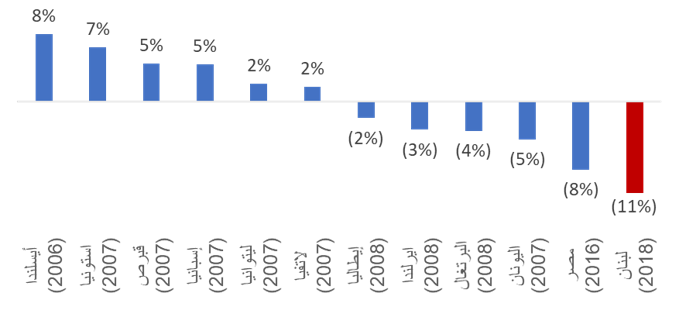 8%
7%
5%
5%
2%
2%
(2%)
(3%)
(4%)
(5%)
(8%)
(11%)
أيسلندا
(2006)
استونيا
(2007)
قبرص
(2007)
إسبانيا
(2007)
ليتوانيا
(2007)
لاتفيا
(2007)
إيطاليا
(2008)
ايرلندا
(2008)
البرتغال
(2008)
اليونان
(2007)
مصر
(2016)
لبنان
(2018)